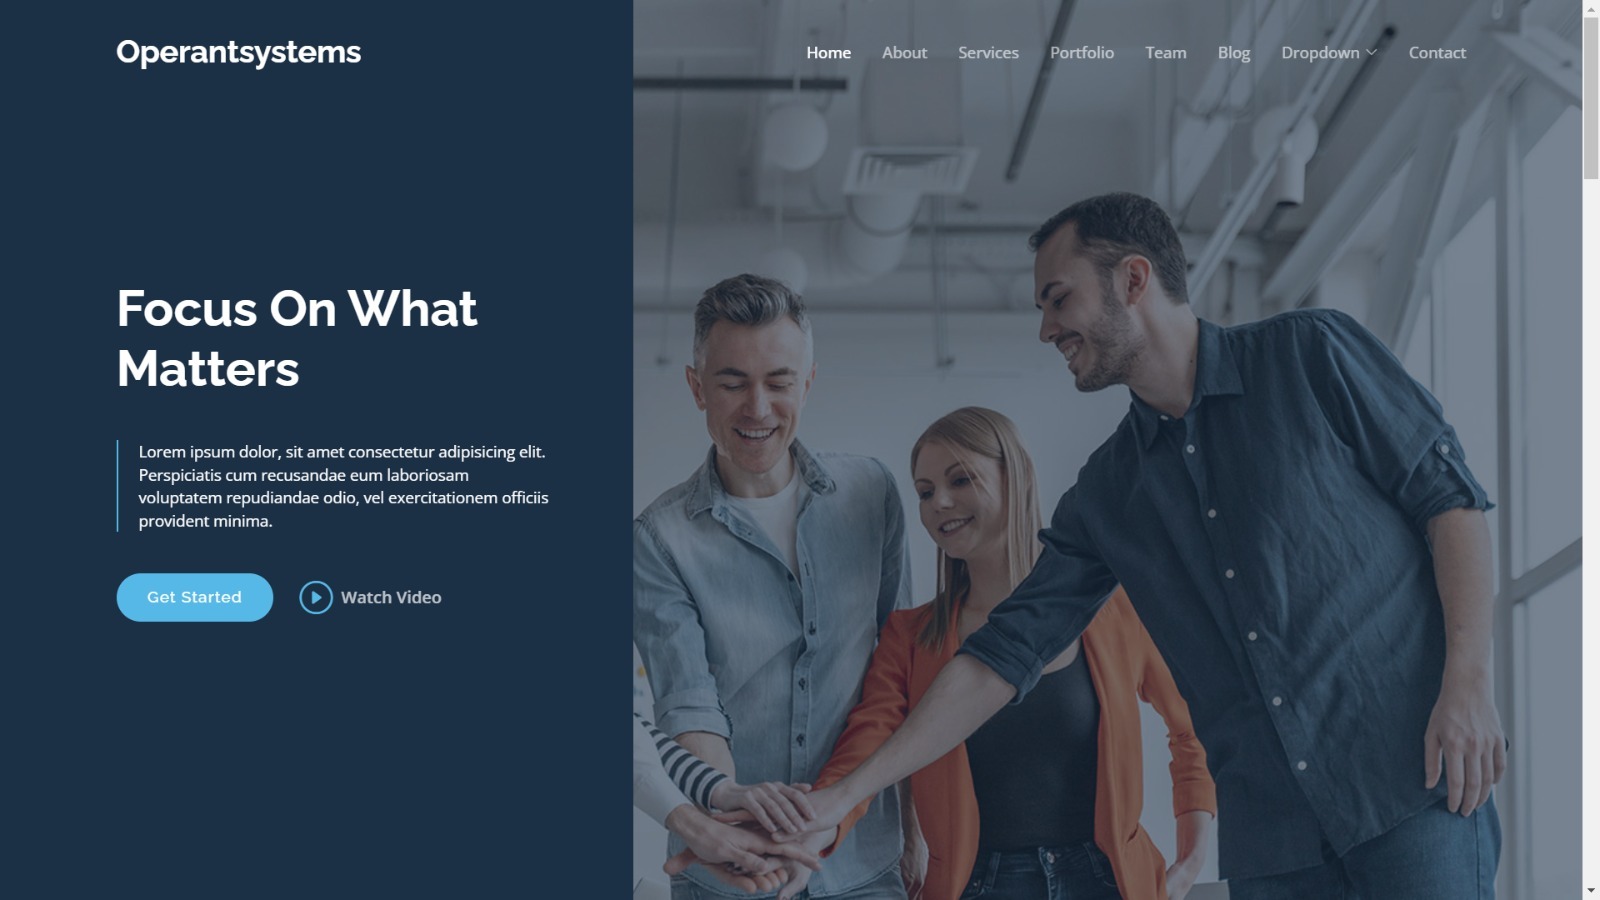 Operantsystems
Home About Services Portfolio Team Blog Dropdown Contact
Focus On What
Matters
Lorem ipsum dolor, sit amet consectetur adipisicing elit.
Perspiciatis cum recusandae eum laboriosam
voluptatem repudiandae odio, vel exercitationem officiis
provident minima.
Get Started Watch Video